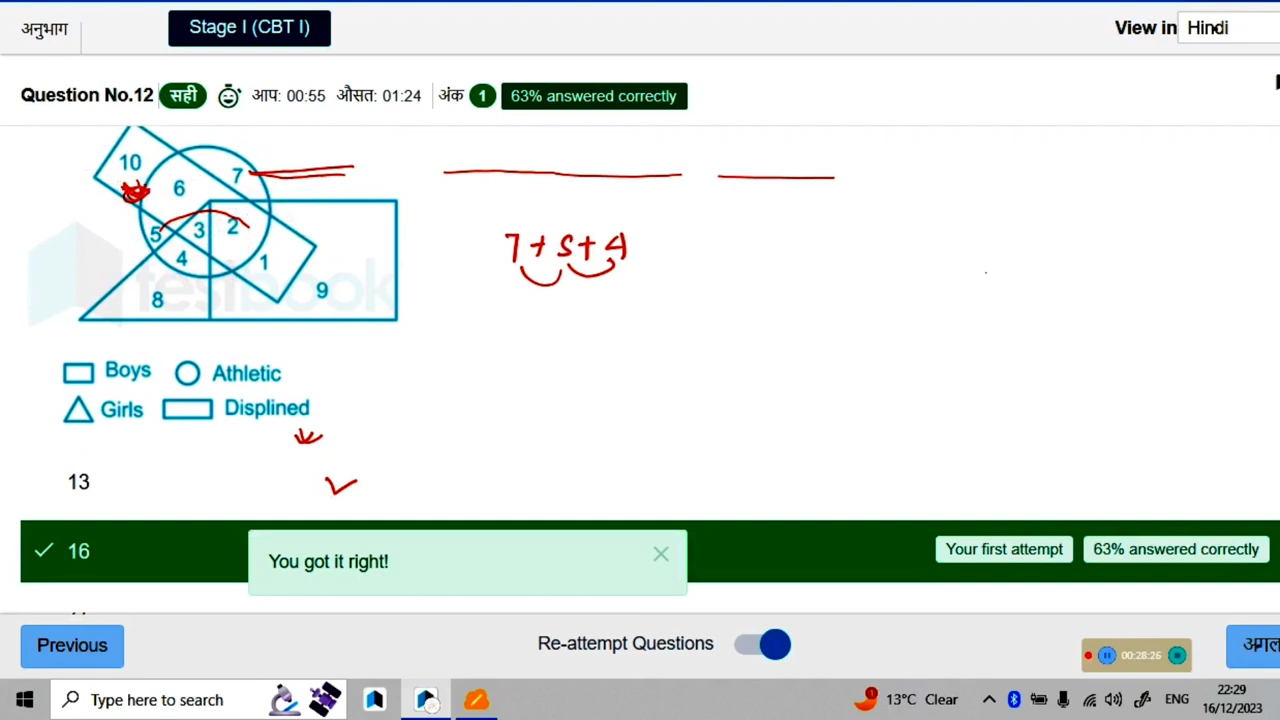 अनुभाग
Stage I (CBT I)
View in
Hindi
Question No.12 सही आप: 00:55 औसत: 01:24 अंक 1 63% answered correctly
10
7
6
5 3 2
4 1
8 9
testbook
7+5+4
Boys Athletic
Girls Displined
13
16
You got it right!
Your first attempt
63% answered correctly
Previous
Re-attempt Questions
00:28:26
Type here to search
1
13°C Clear
ENG
22:29
16/12/2023